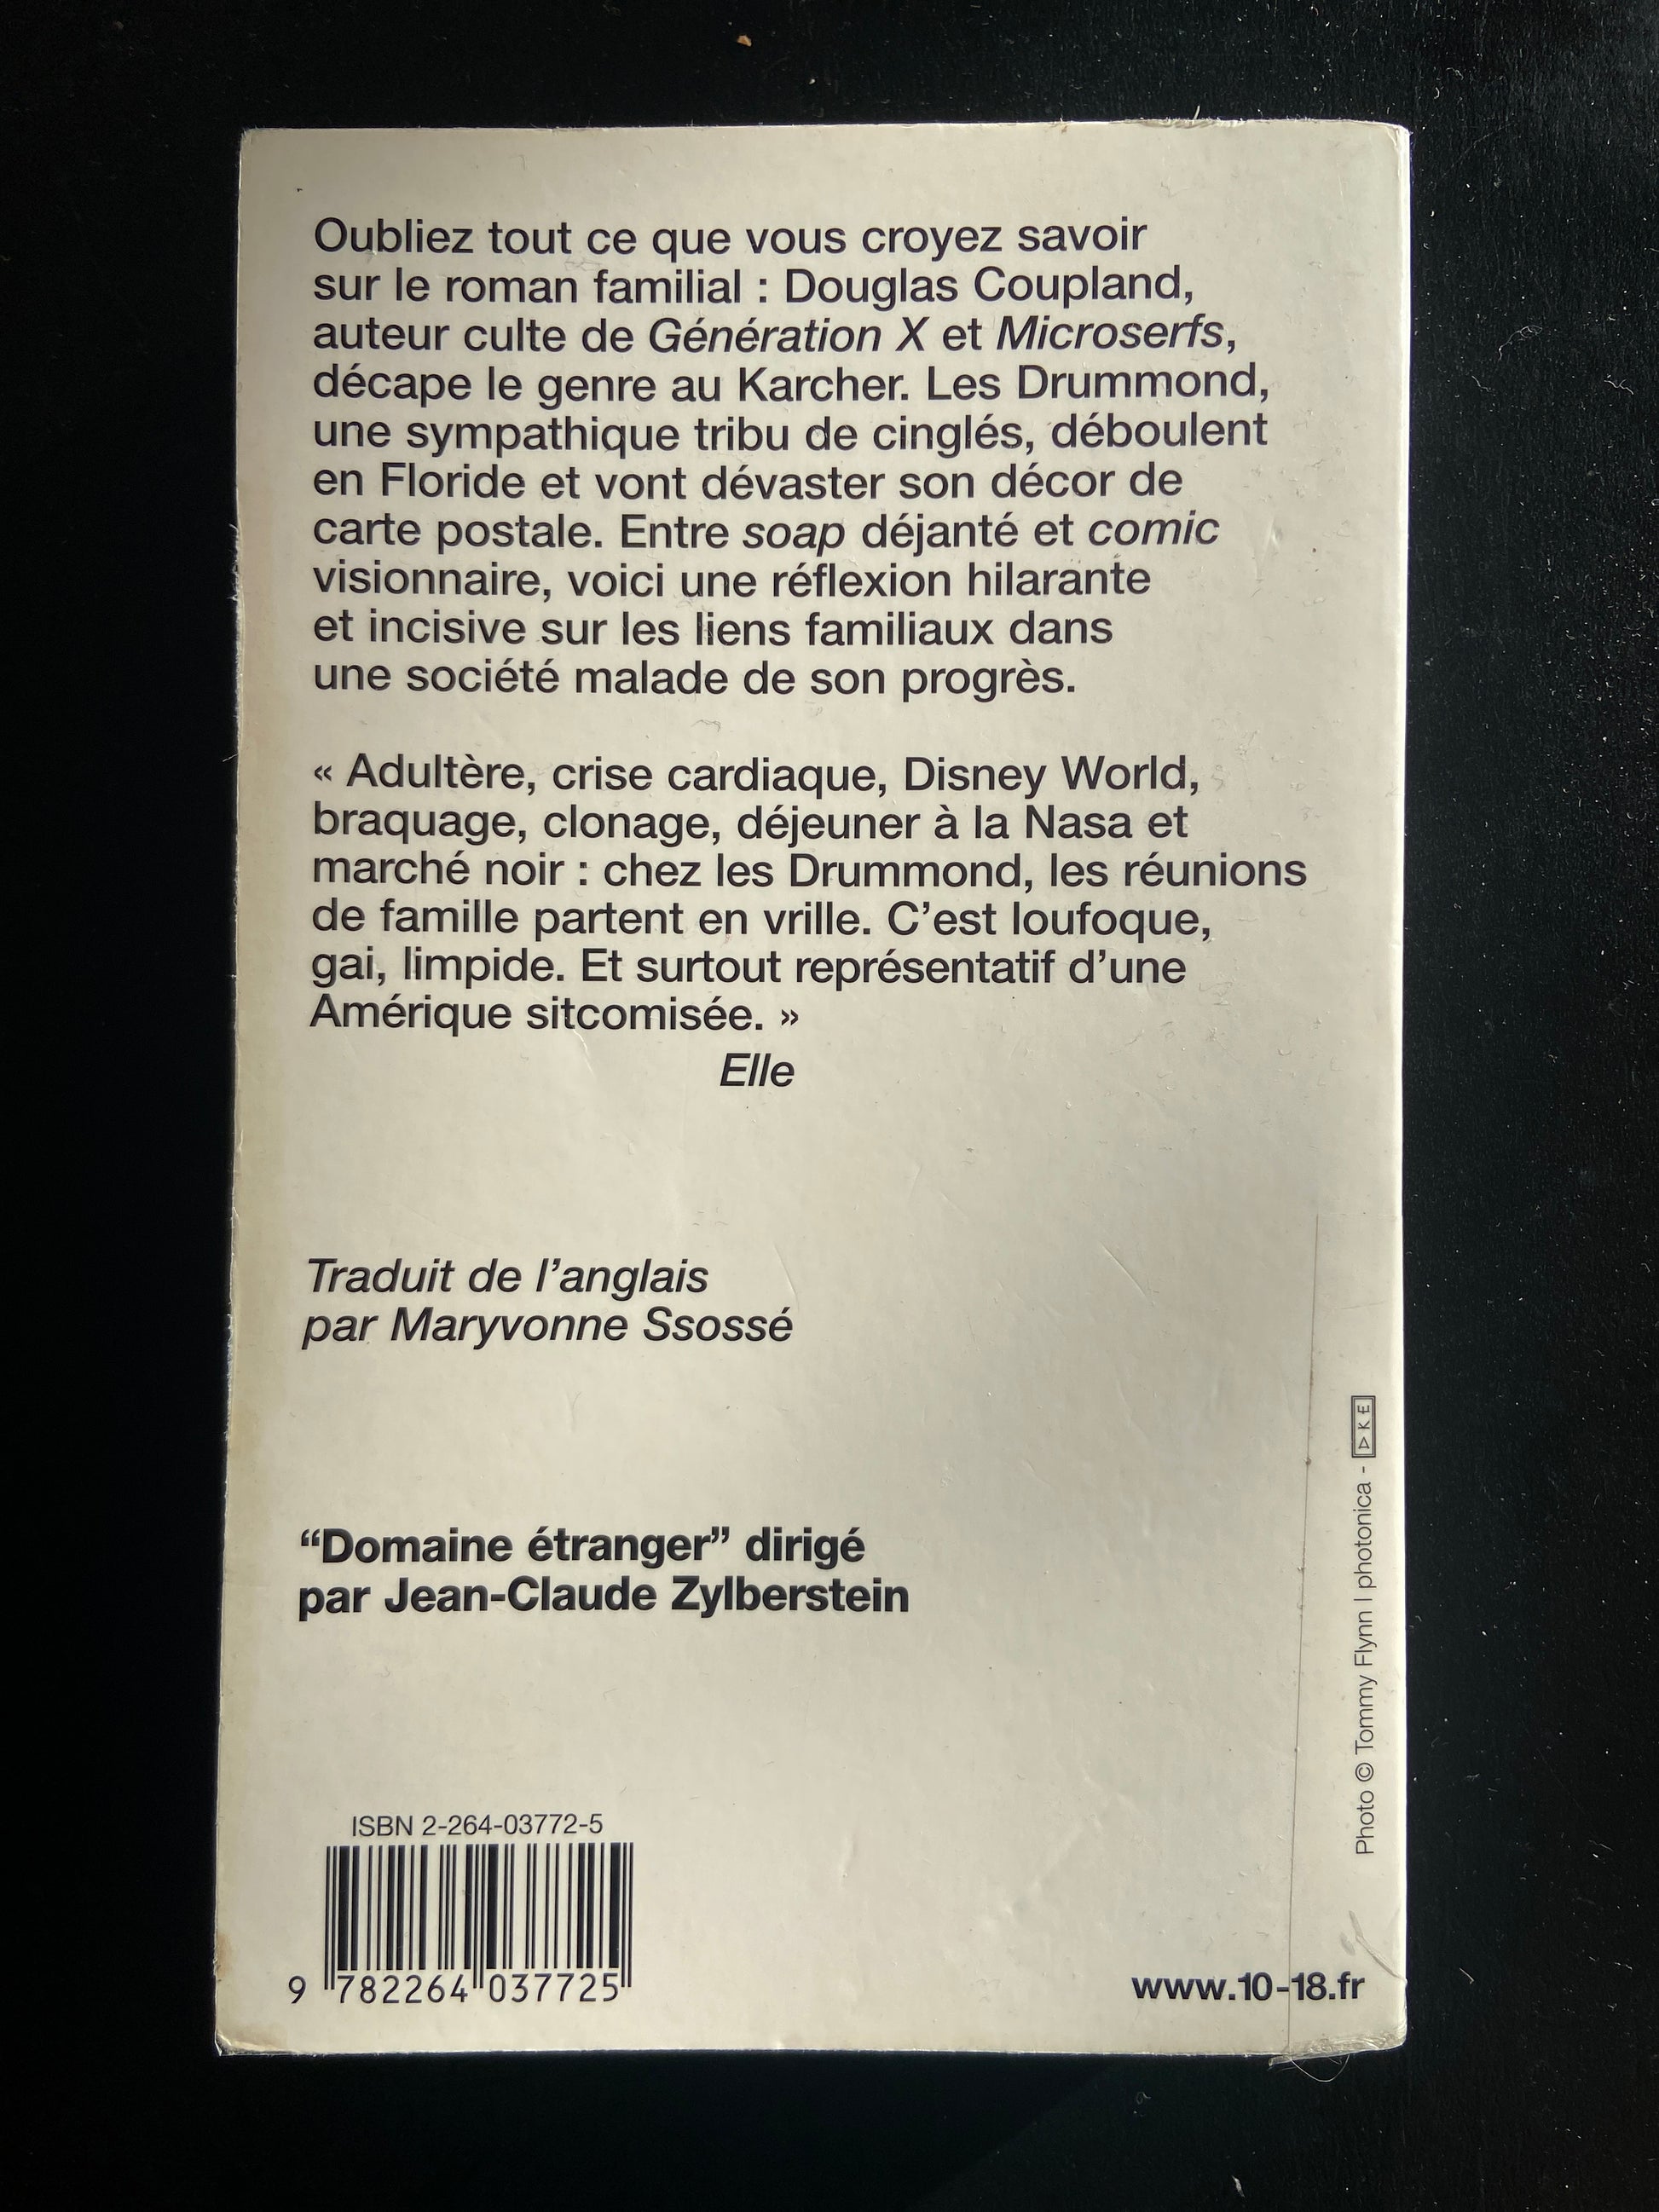 Oubliez tout ce que vous croyez savoir
sur le roman familial : Douglas Coupland,
auteur culte de Génération X et Microserfs,
décape le genre au Karcher. Les Drummond,
une sympathique tribu de cinglés, déboulent
en Floride et vont dévaster son décor de
carte postale. Entre soap déjanté et comic
visionnaire, voici une réflexion hilarante
et incisive sur les liens familiaux dans
une société malade de son progrès.
« Adultère, crise cardiaque, Disney World,
braquage, clonage, déjeuner à la Nasa et
marché noir : chez les Drummond, les réunions
de famille partent en vrille. C’est loufoque,
gai, limpide. Et surtout représentatif d’une
Amérique sitcomisée. »
Elle
Traduit de l’anglais
par Maryvonne Ssossé
“Domaine étranger” dirigé
par Jean-Claude Zylberstein
ISBN 2-264-03772-5
9 782264 037725
www.10-18.fr
Photo © Tommy Flynn | photonica - DKE